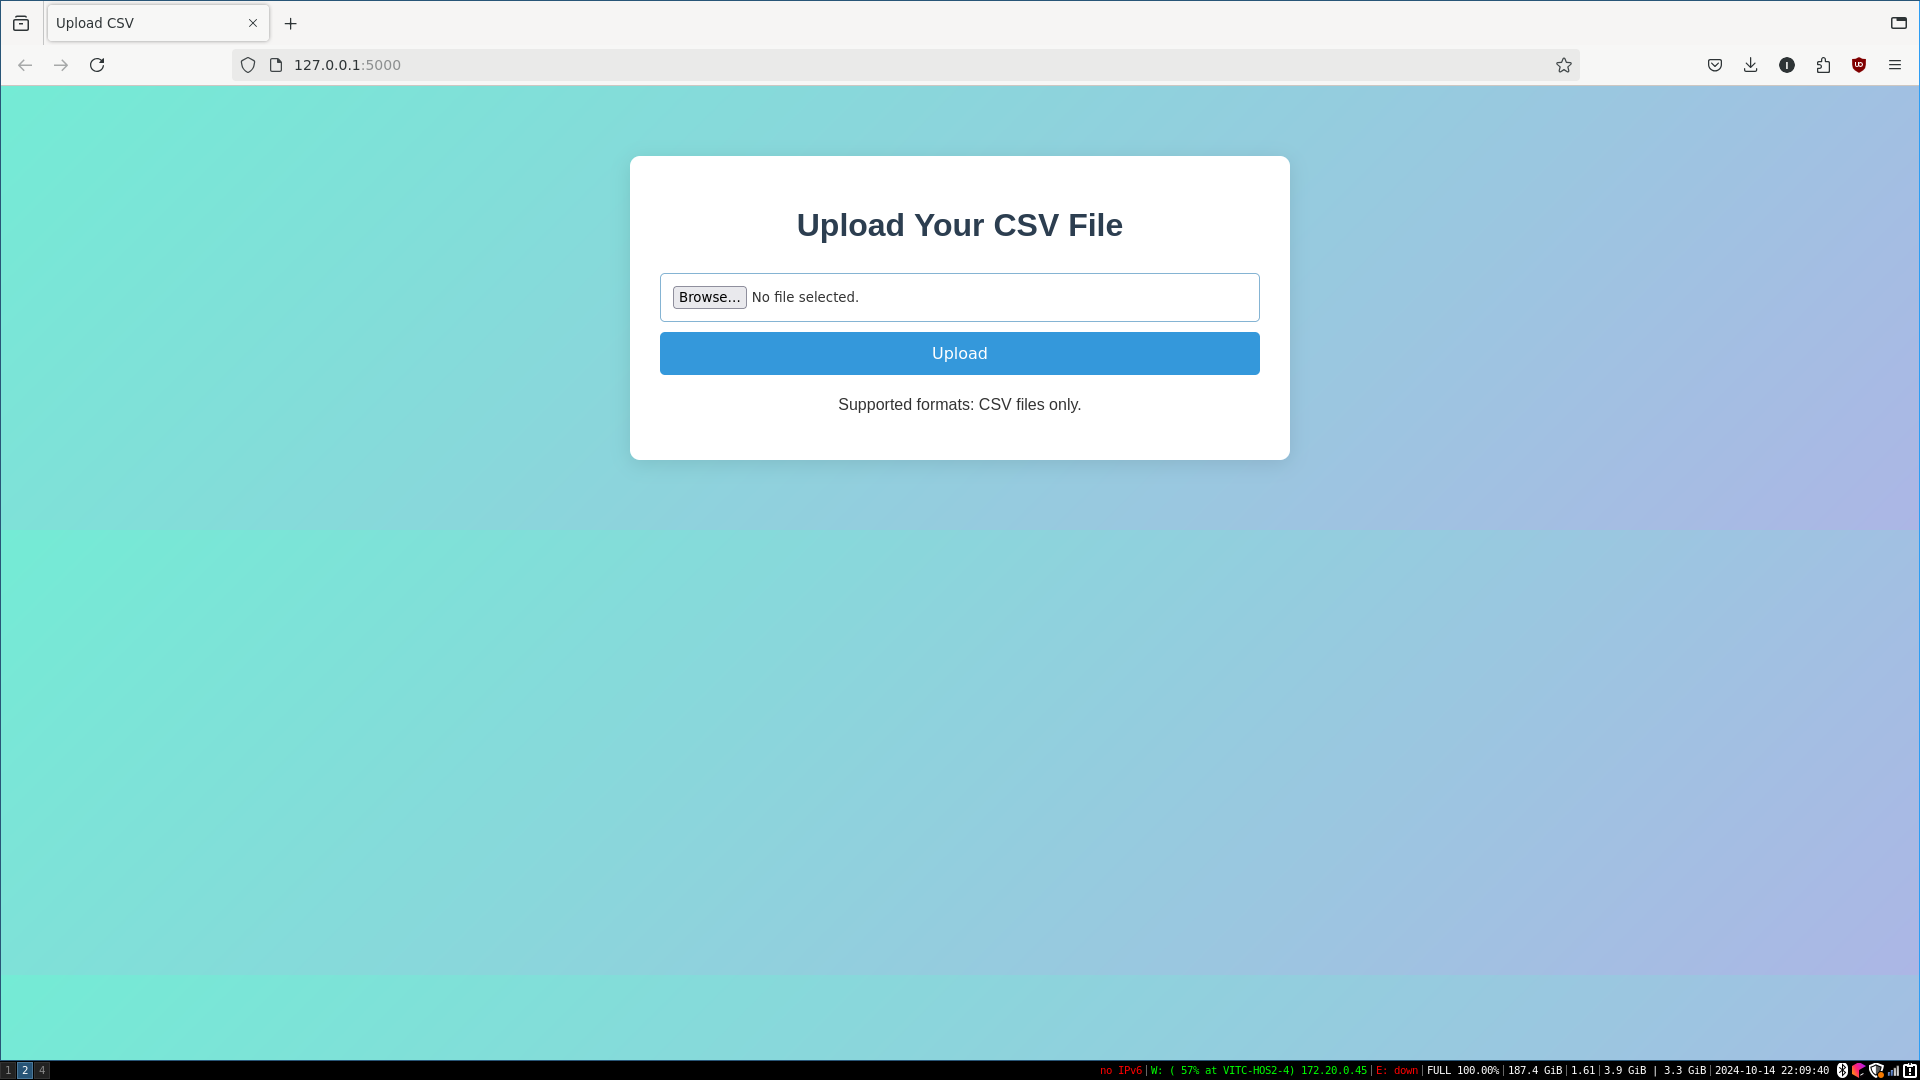 Upload CSV
127.0.0.1:5000
Upload Your CSV File
Browse... No file selected.
Upload
Supported formats: CSV files only.
1 2 4
no IPv6|W: ( 57% at VITC-HOS2-4) 172.20.0.45|E: down|FULL 100.00%|187.4 GiB|1.61|3.9 GiB | 3.3 GiB|2024-10-14 22:09:40